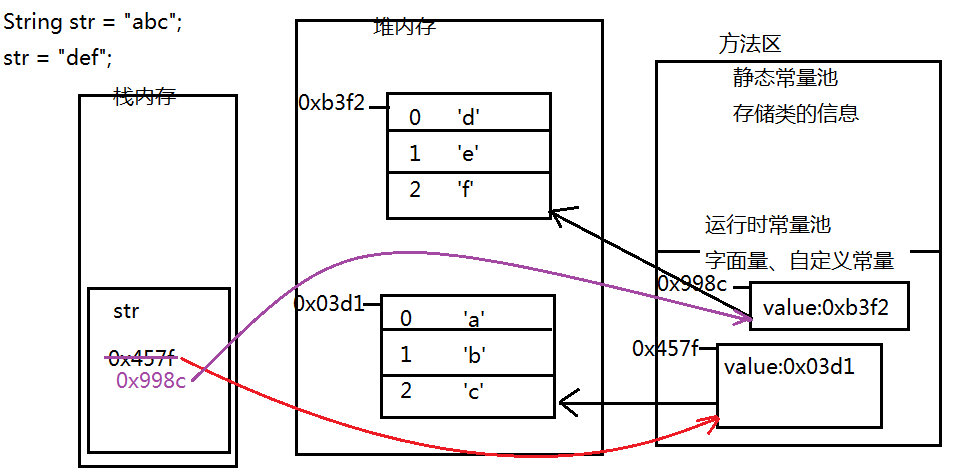 String str = "abc";
str = "def";
栈内存
str
0x457f
0x998c
堆内存
0xb3f2
0 'd'
1 'e'
2 'f'
0x03d1
0 'a'
1 'b'
2 'c'
方法区
静态常量池
存储类的信息
运行时常量池
字面量、自定义常量
0x998c
value:0xb3f2
0x457f
value:0x03d1